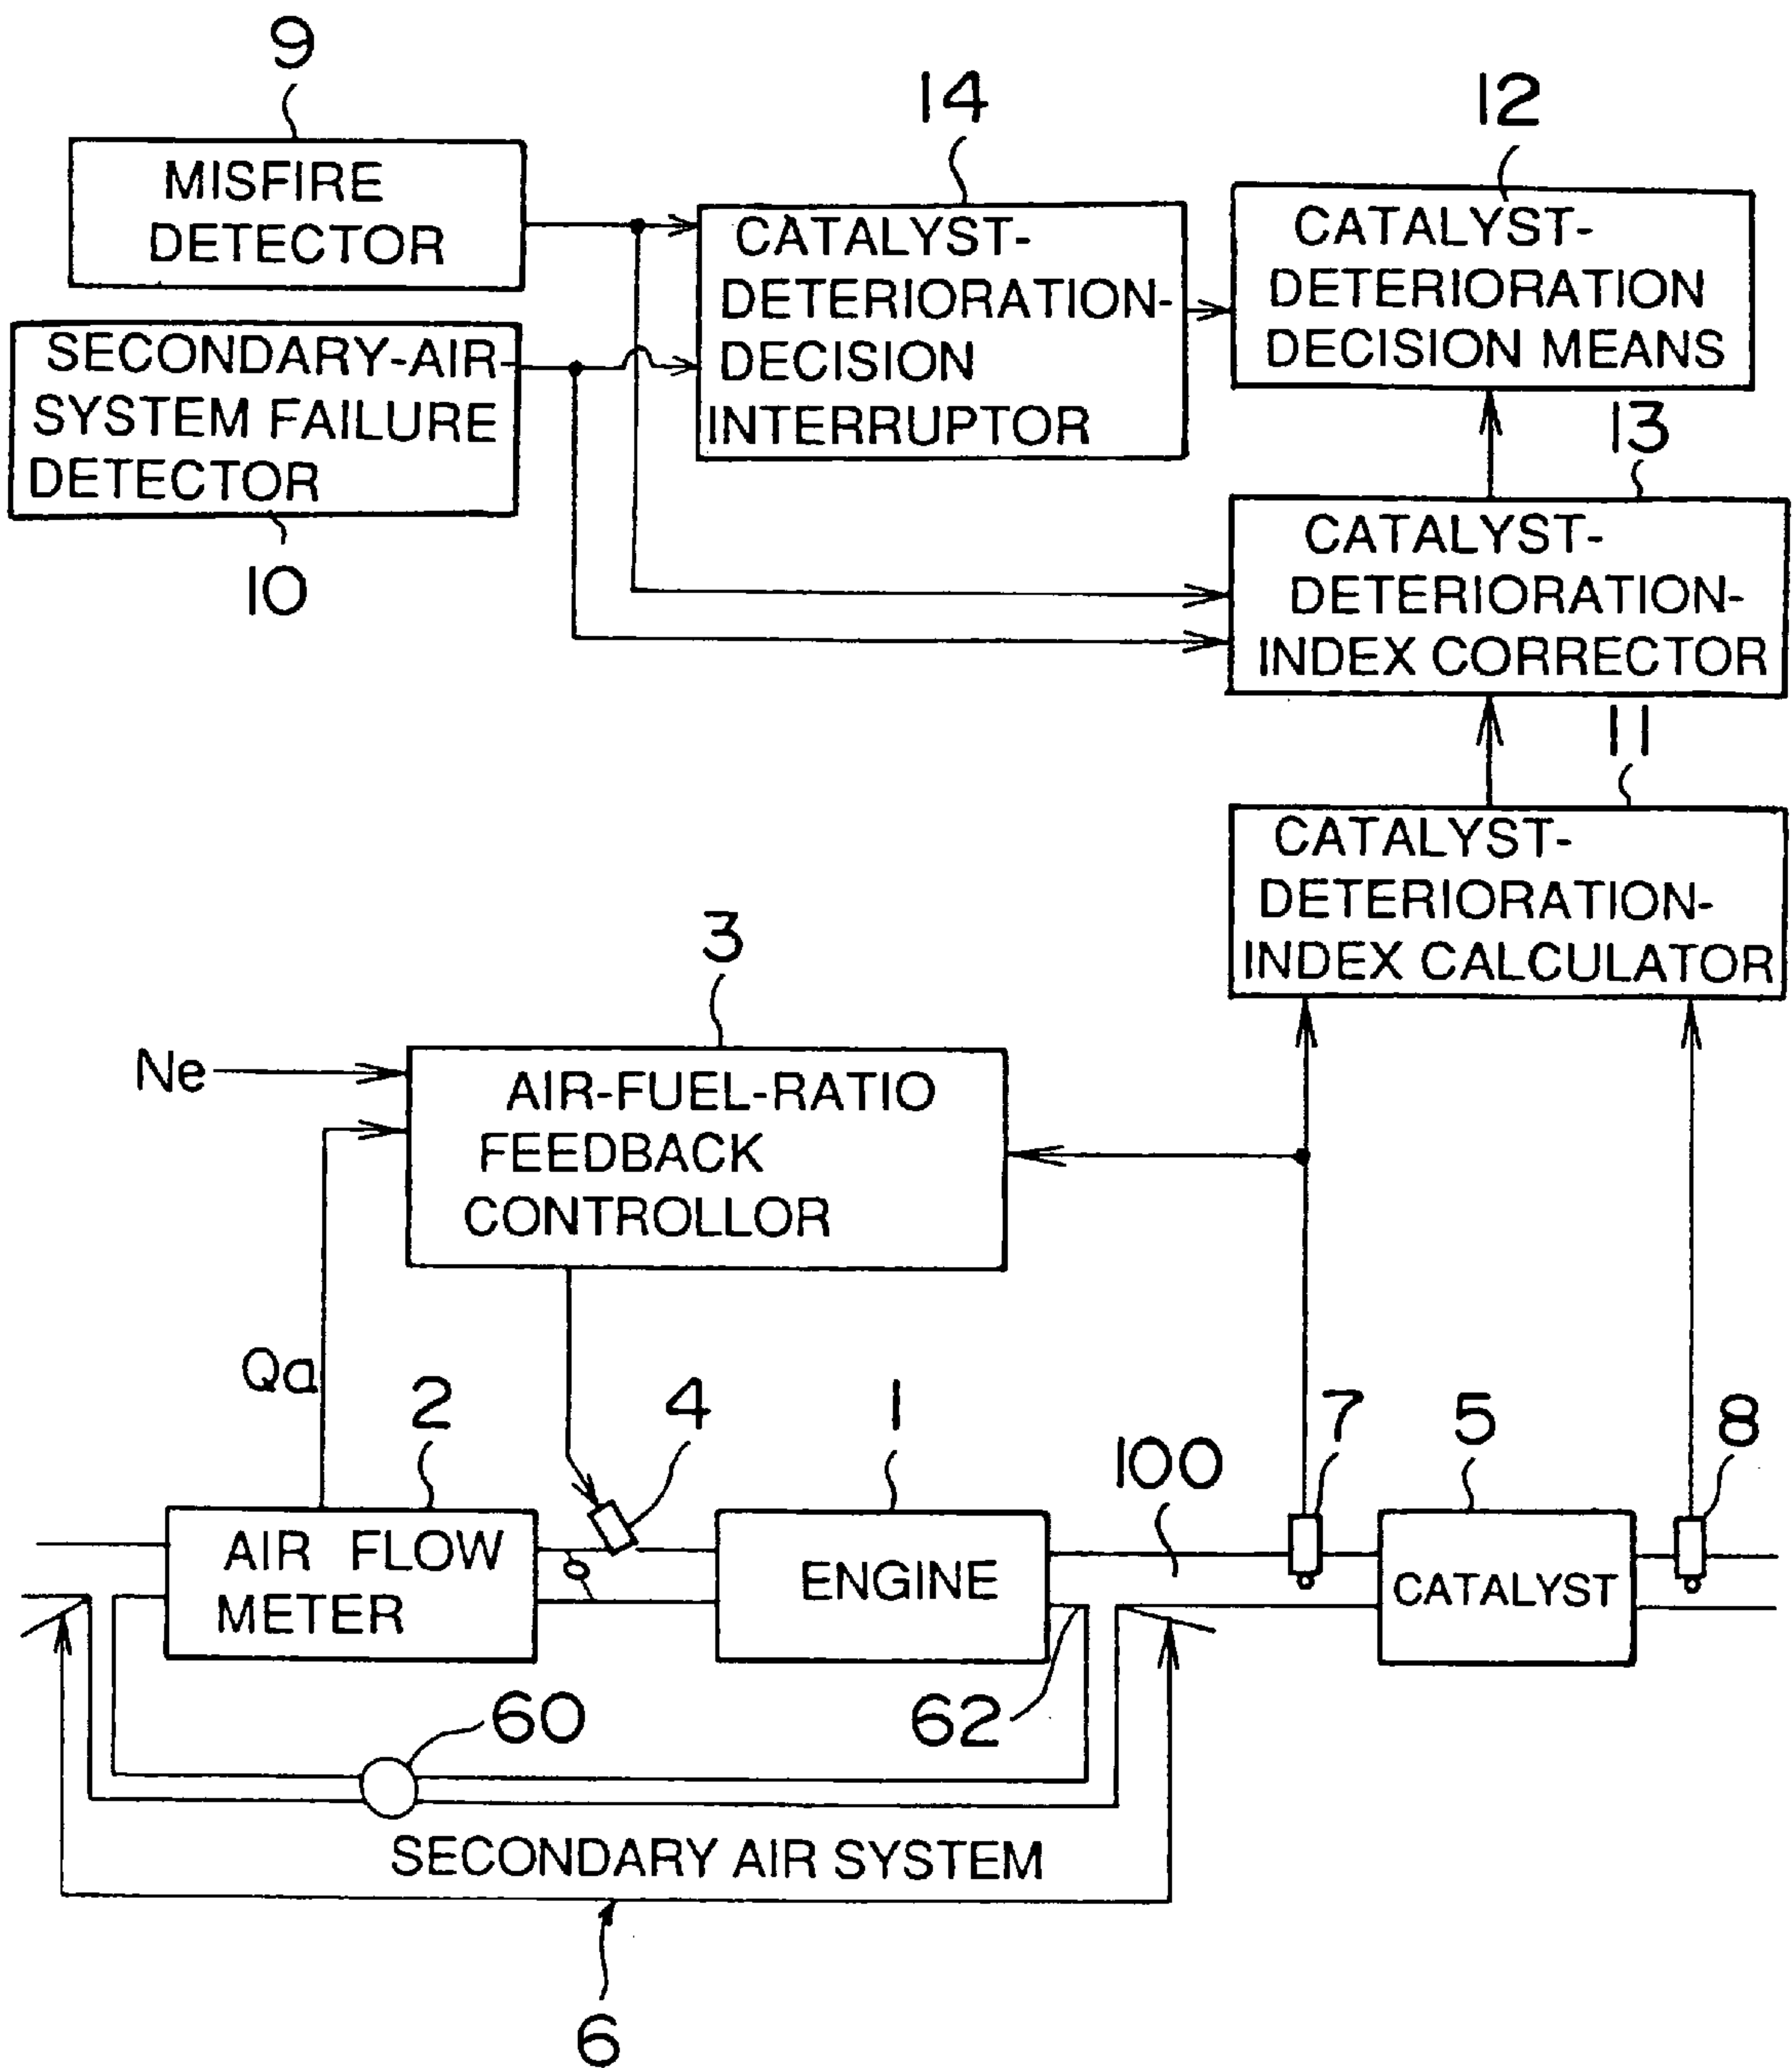 9
14
12
MISFIRE
DETECTOR
CATALYST-
DETERIORATION-
DECISION
INTERRUPTOR
CATALYST-
DETERIORATION
DECISION MEANS
SECONDARY-AIR
SYSTEM FAILURE
DETECTOR
10
13
CATALYST-
DETERIORATION-
INDEX CORRECTOR
11
CATALYST-
DETERIORATION-
INDEX CALCULATOR
3
Ne
AIR-FUEL-RATIO
FEEDBACK
CONTROLLOR
Qa
2
4
1
100
7
5
8
AIR FLOW
METER
ENGINE
CATALYST
60
62
SECONDARY AIR SYSTEM
6